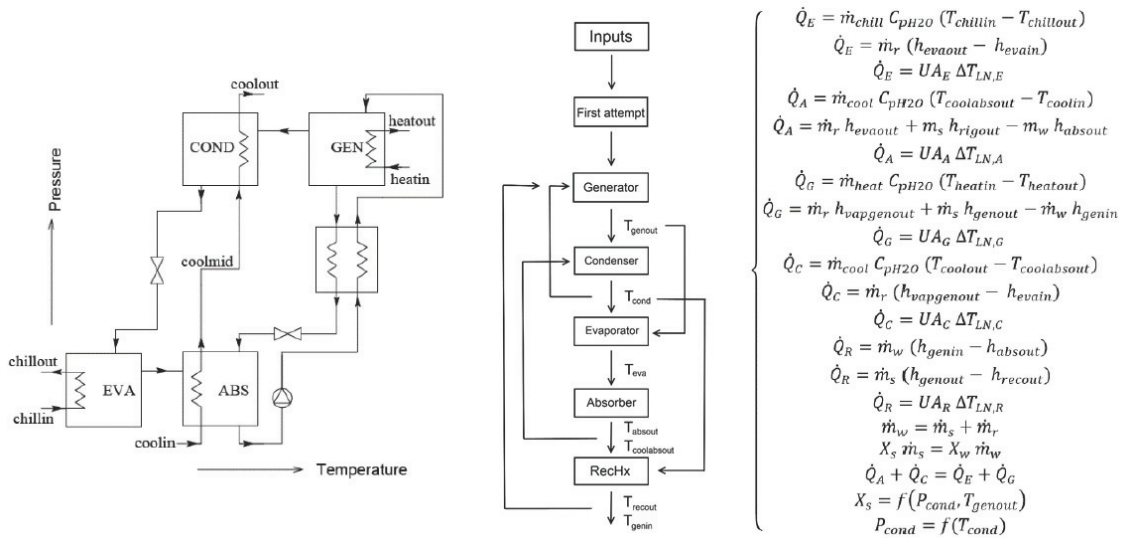 coolout
heatout
COND
GEN
heatin
Pressure
coolmid
chillout
EVA
ABS
chillin
coolin
Temperature
Inputs
First attempt
Generator
T_genout
Condenser
T_cond
Evaporator
T_eva
Absorber
T_absout
T_coolabsout
RecHx
T_recout
T_genin
Q̇_E = ṁ_chill C_pH2O (T_chillin − T_chillout)
Q̇_E = ṁ_r (h_evaout − h_evain)
Q̇_E = UA_E ΔT_LN,E
Q̇_A = ṁ_cool C_pH2O (T_coolabsout − T_coolin)
Q̇_A = ṁ_r h_evaout + m_s h_rigout − m_w h_absout
Q̇_A = UA_A ΔT_LN,A
Q̇_G = ṁ_heat C_pH2O (T_heatin − T_heatout)
Q̇_G = ṁ_r h_vapgenout + ṁ_s h_genout − ṁ_w h_genin
Q̇_G = UA_G ΔT_LN,G
Q̇_C = ṁ_cool C_pH2O (T_coolout − T_coolabsout)
Q̇_C = ṁ_r (h_vapgenout − h_evain)
Q̇_C = UA_C ΔT_LN,C
Q̇_R = ṁ_w (h_genin − h_absout)
Q̇_R = ṁ_s (h_genout − h_recout)
Q̇_R = UA_R ΔT_LN,R
ṁ_w = ṁ_s + ṁ_r
X_s ṁ_s = X_w ṁ_w
Q̇_A + Q̇_C = Q̇_E + Q̇_G
X_s = f(P_cond, T_genout)
P_cond = f(T_cond)